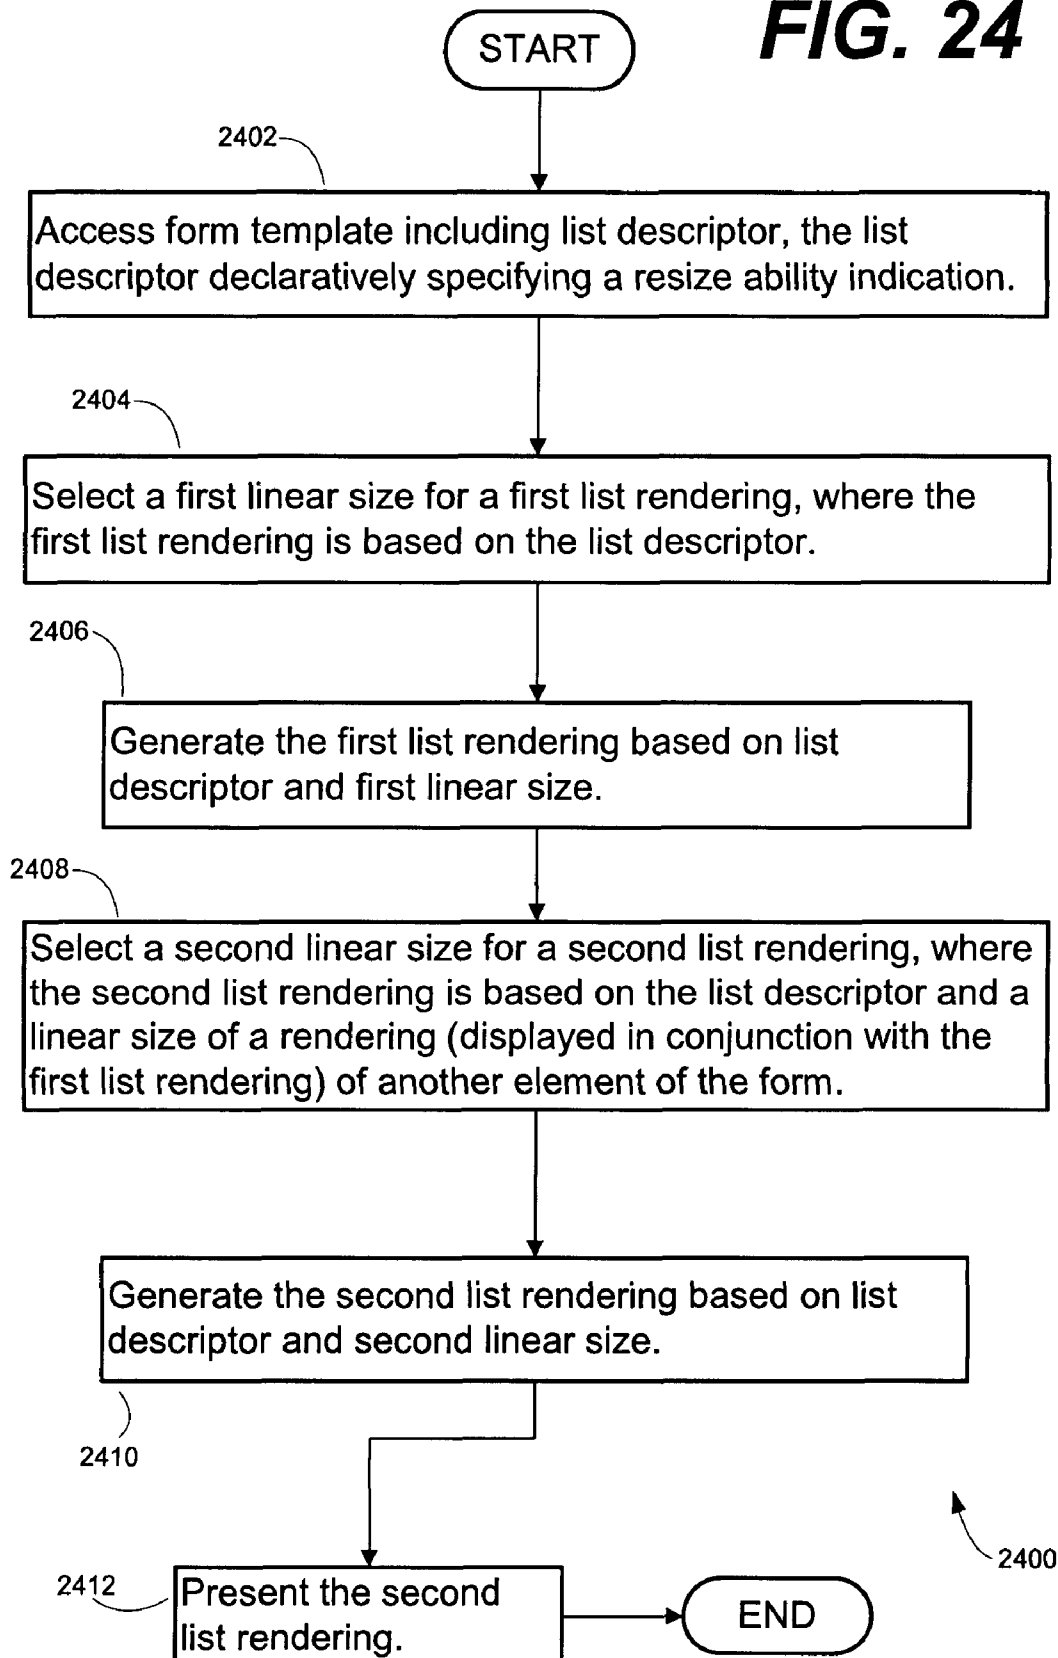 START
FIG. 24
2402
Access form template including list descriptor, the list
descriptor declaratively specifying a resize ability indication.
2404
Select a first linear size for a first list rendering, where the
first list rendering is based on the list descriptor.
2406
Generate the first list rendering based on list
descriptor and first linear size.
2408
Select a second linear size for a second list rendering, where
the second list rendering is based on the list descriptor and a
linear size of a rendering (displayed in conjunction with the
first list rendering) of another element of the form.
Generate the second list rendering based on list
descriptor and second linear size.
2410
2400
2412
Present the second
list rendering.
END